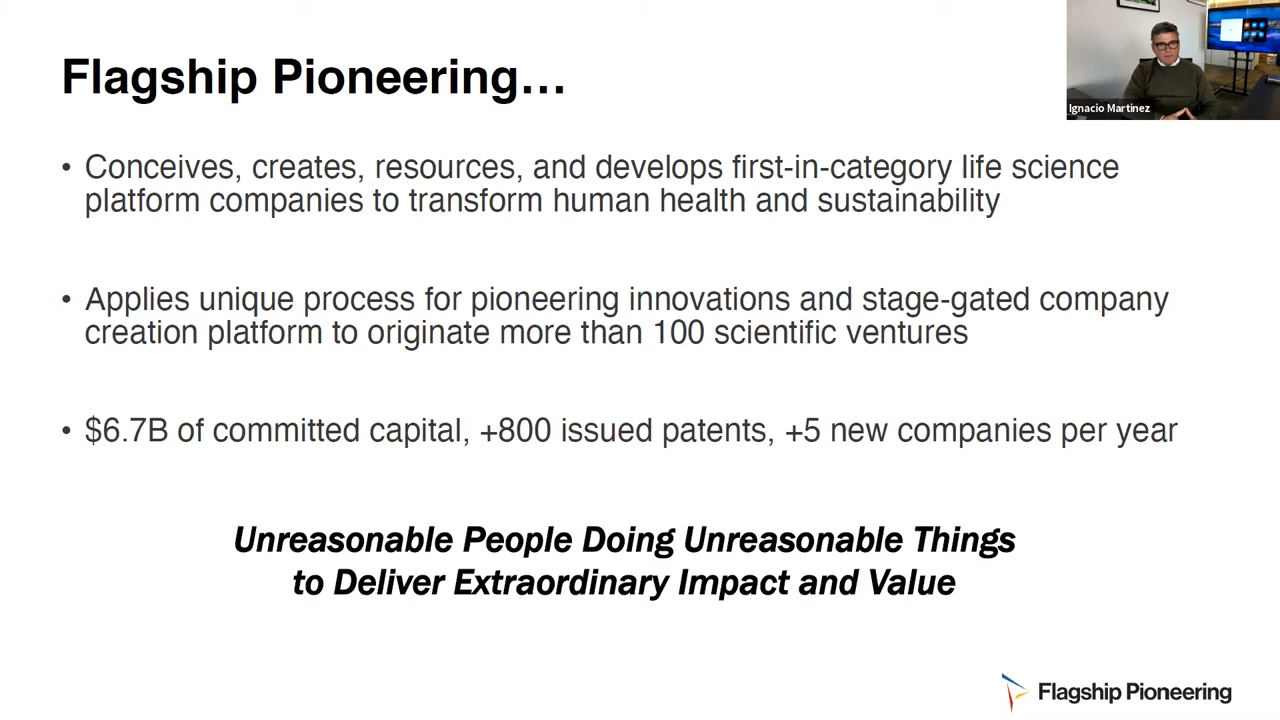 Flagship Pioneering…
Ignacio Martinez
• Conceives, creates, resources, and develops first-in-category life science
platform companies to transform human health and sustainability
• Applies unique process for pioneering innovations and stage-gated company
creation platform to originate more than 100 scientific ventures
• $6.7B of committed capital, +800 issued patents, +5 new companies per year
Unreasonable People Doing Unreasonable Things
to Deliver Extraordinary Impact and Value
Flagship Pioneering